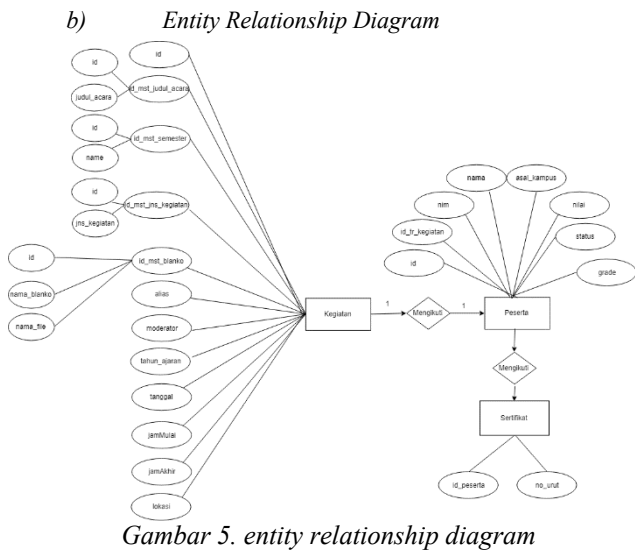 b) Entity Relationship Diagram
id
id
id_mst_judul_acara
judul_acara
id
id_mst_semester
name
id
id_mst_jns_kegiatan
jns_kegiatan
id
id_mst_blanko
nama_blanko
nama_file
alias
moderator
tahun_ajaran
tanggal
jamMulai
jamAkhir
lokasi
Kegiatan
1
Mengikuti
1
Peserta
nama
asal_kampus
nim
nilai
id_tr_kegiatan
status
id
grade
Mengikuti
Sertifikat
id_peserta
no_urut
Gambar 5. entity relationship diagram